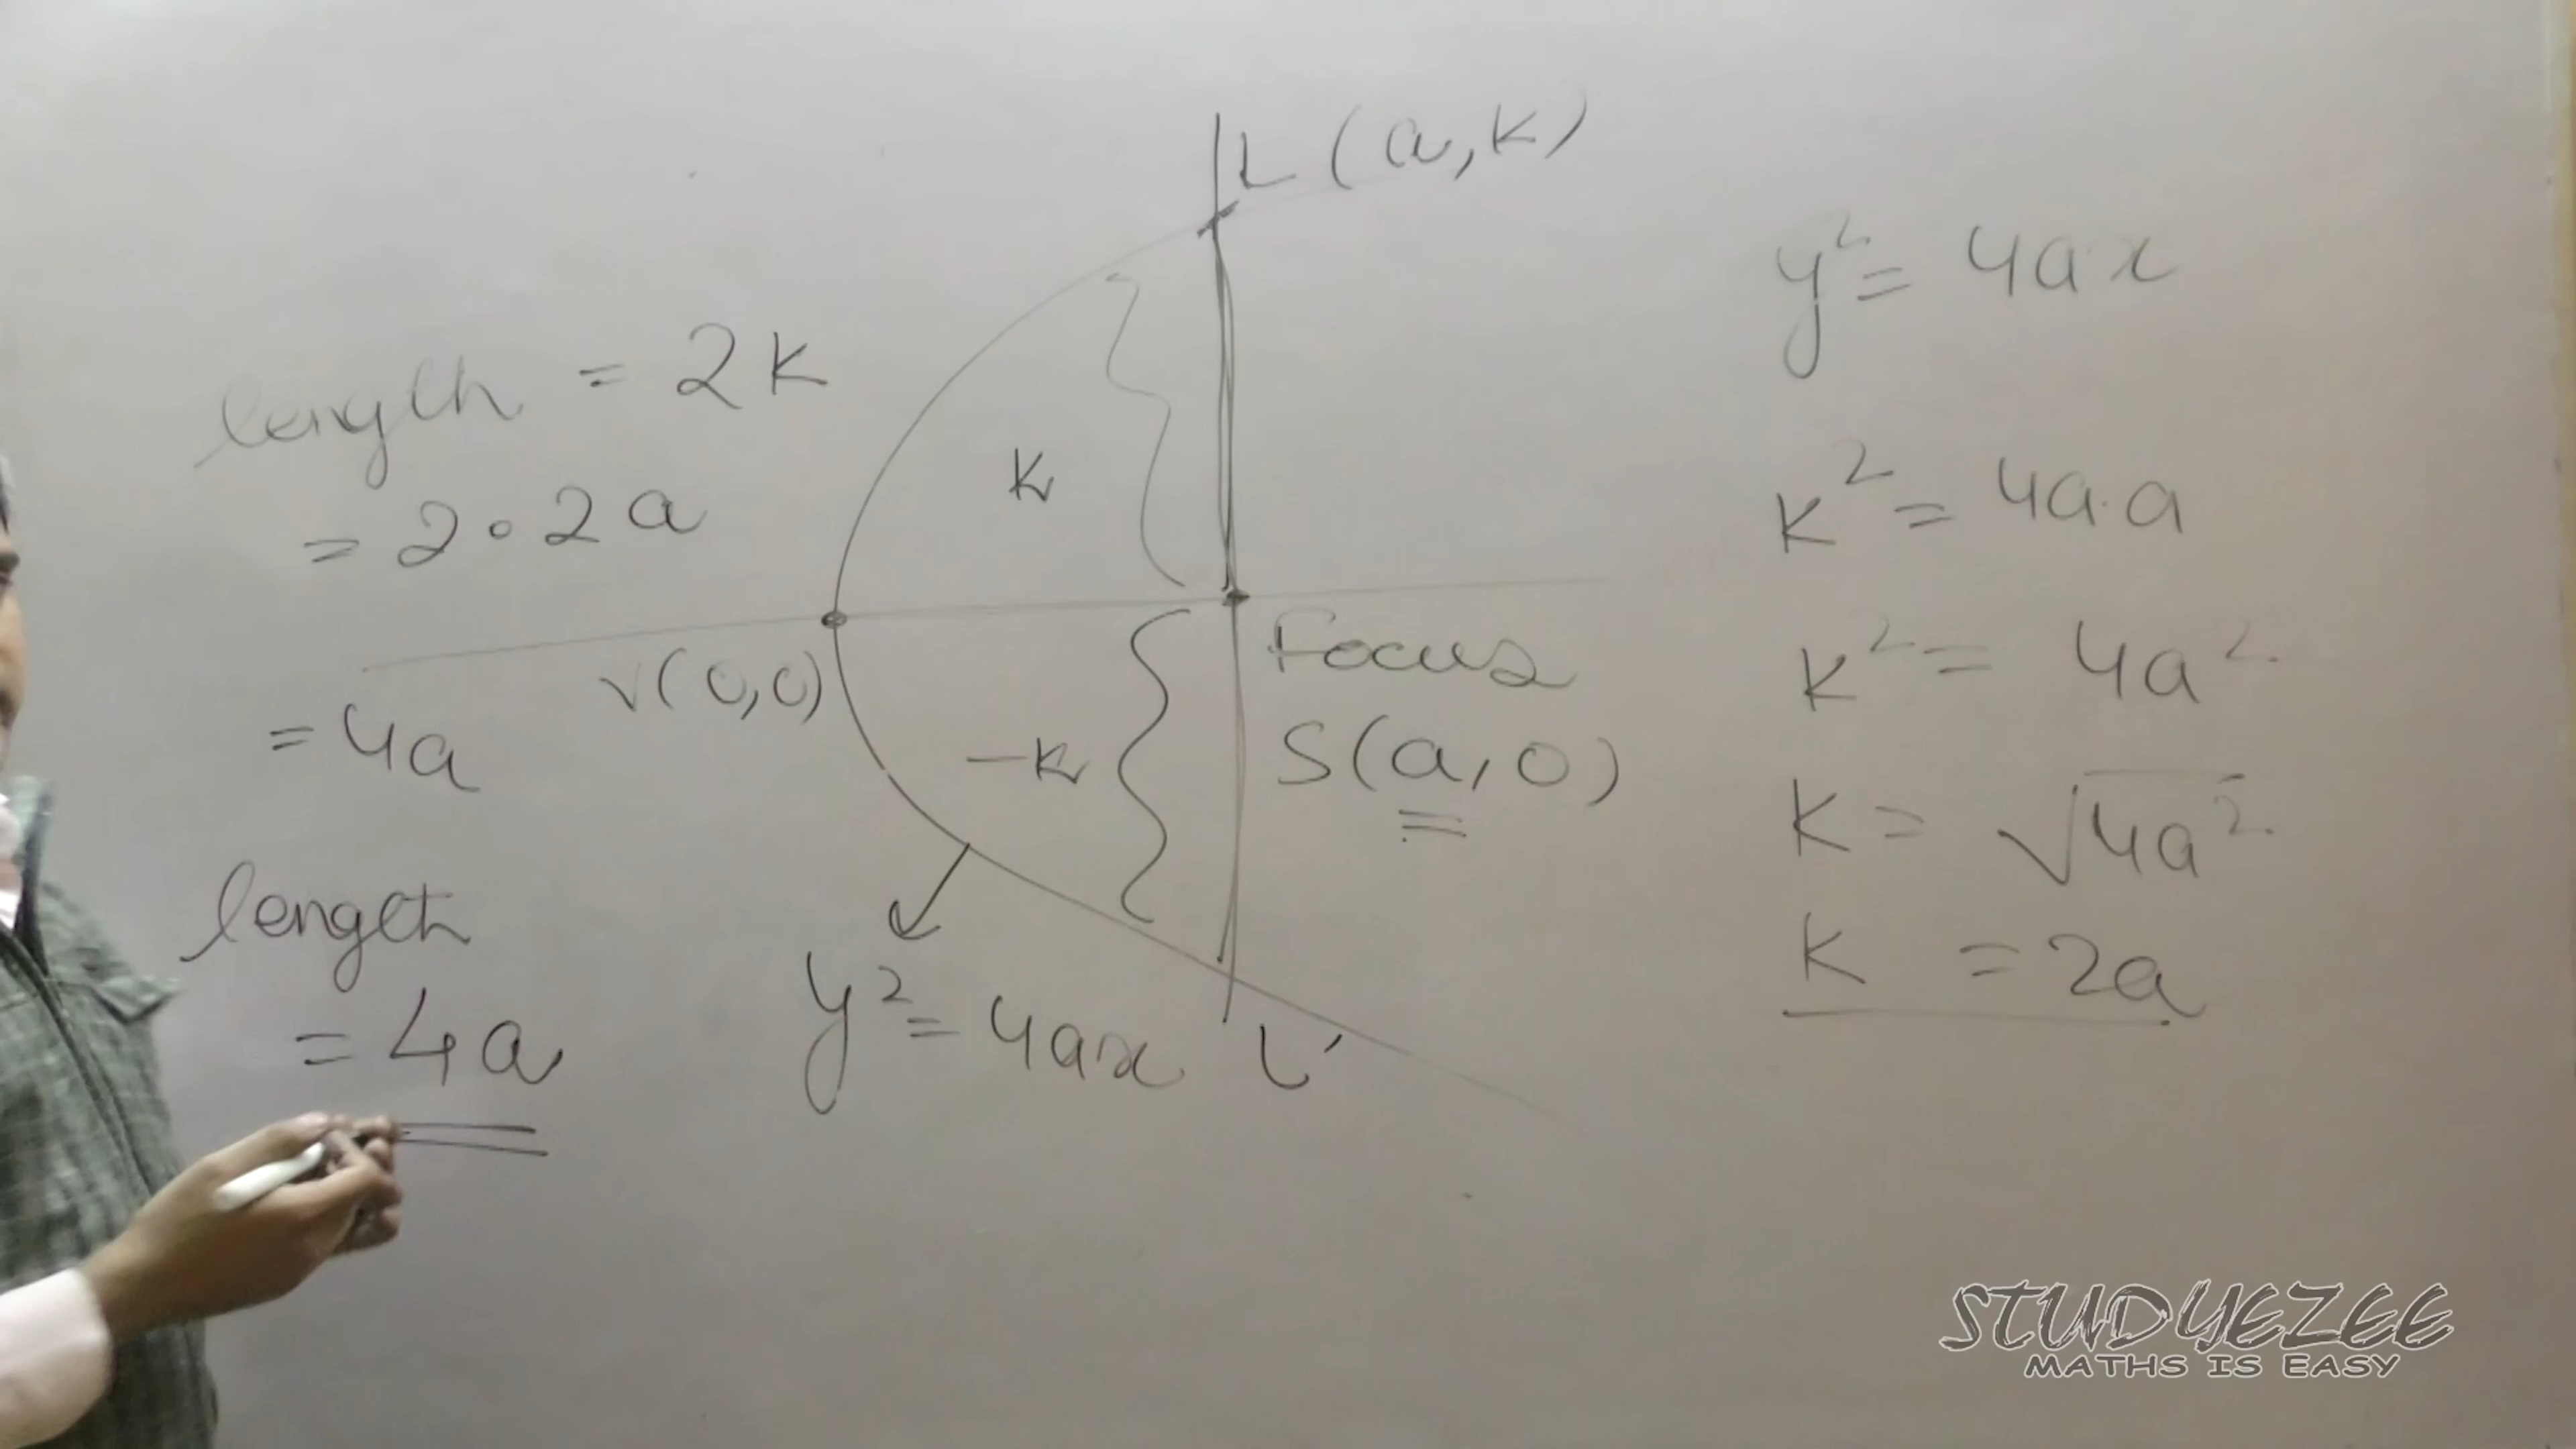 length = 2K
= 2 · 2a
= 4a
length
= 4a
L (a, K)
K
V(0,0)
Focus
S(a, 0)
-K
y² = 4ax
L'
y² = 4ax
K² = 4a.a
K² = 4a²
K = √4a²
K = 2a
STUDYEZEE
MATHS IS EASY